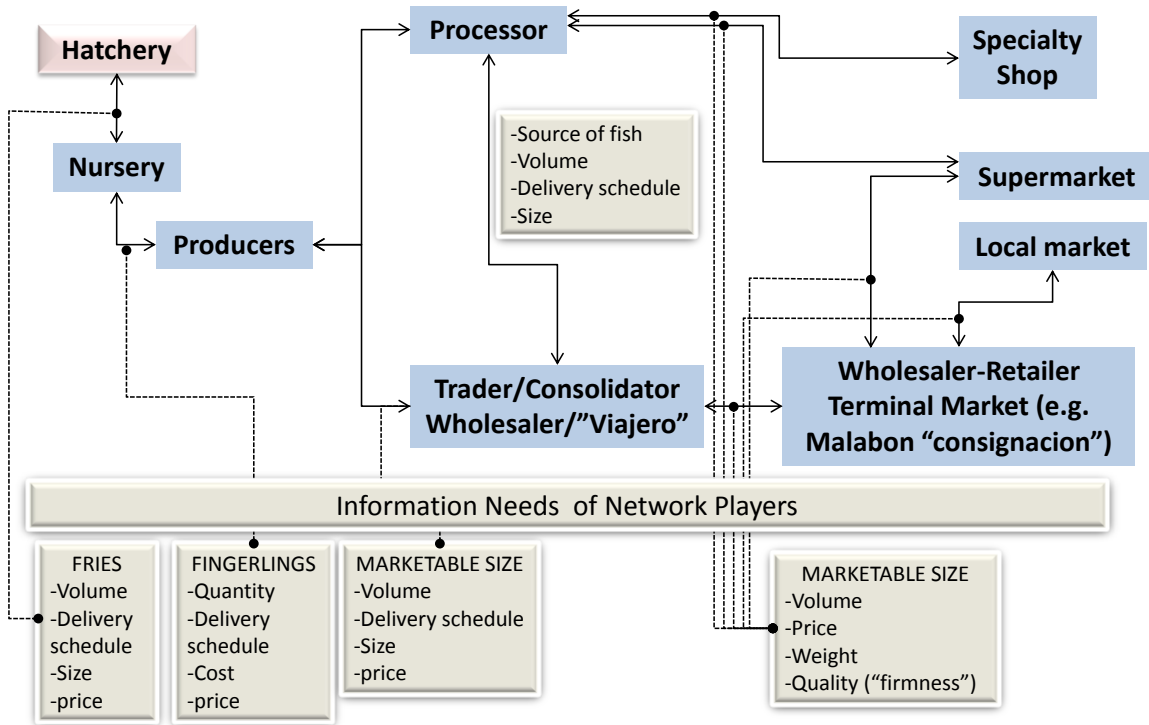 Hatchery
Processor
Specialty
Shop
-Source of fish
-Volume
-Delivery schedule
-Size
Nursery
Supermarket
Producers
Local market
Trader/Consolidator
Wholesaler/”Viajero”
Wholesaler-Retailer
Terminal Market (e.g.
Malabon “consignacion”)
Information Needs of Network Players
FRIES
-Volume
-Delivery
schedule
-Size
-price
FINGERLINGS
-Quantity
-Delivery
schedule
-Cost
-price
MARKETABLE SIZE
-Volume
-Delivery schedule
-Size
-price
MARKETABLE SIZE
-Volume
-Price
-Weight
-Quality (“firmness”)